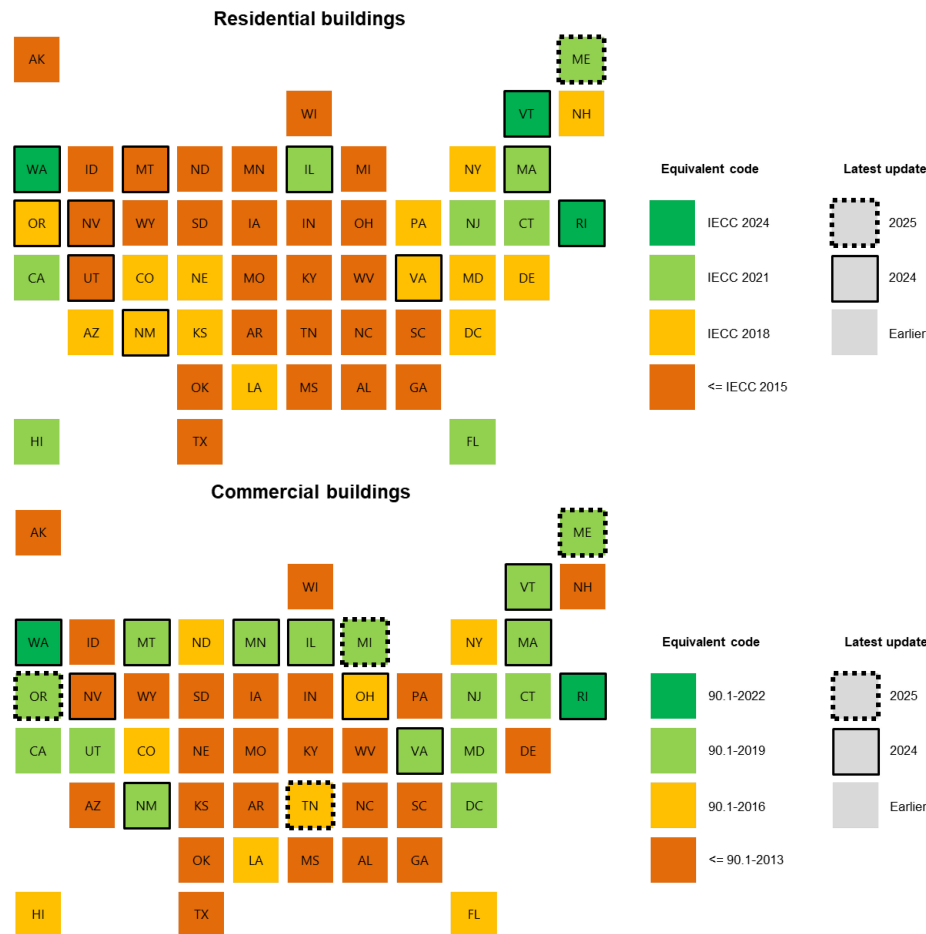 Residential buildings
AK ME
WI VT NH
WA ID MT ND MN IL MI NY MA Equivalent code Latest update
OR NV WY SD IA IN OH PA NJ CT RI IECC 2024 2025
CA UT CO NE MO KY WV VA MD DE IECC 2021 2024
AZ NM KS AR TN NC SC DC IECC 2018 Earlier
OK LA MS AL GA <= IECC 2015
HI TX FL
Commercial buildings
AK ME
WI VT NH
WA ID MT ND MN IL MI NY MA Equivalent code Latest update
OR NV WY SD IA IN OH PA NJ CT RI 90.1-2022 2025
CA UT CO NE MO KY WV VA MD DE 90.1-2019 2024
AZ NM KS AR TN NC SC DC 90.1-2016 Earlier
OK LA MS AL GA <= 90.1-2013
HI TX FL